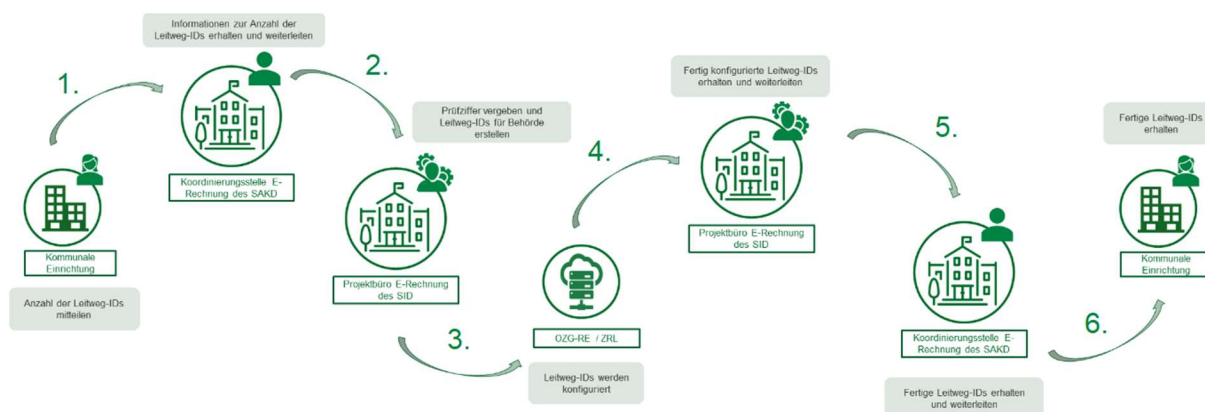 1.
Kommunale
Einrichtung
Anzahl der Leitweg-IDs
mitteilen
Informationen zur Anzahl der
Leitweg-IDs erhalten und weiterleiten
Koordinierungsstelle E-
Rechnung des SAKD
2.
Prüfziffer vergeben und
Leitweg-IDs für Behörde
erstellen
Projektbüro E-Rechnung
des SID
3.
OZG-RE / ZRL
Leitweg-IDs werden
konfiguriert
4.
Fertig konfigurierte Leitweg-IDs
erhalten und weiterleiten
Projektbüro E-Rechnung
des SID
5.
Koordinierungsstelle E-
Rechnung des SAKD
Fertige Leitweg-IDs erhalten
und weiterleiten
6.
Fertige Leitweg-IDs
erhalten
Kommunale
Einrichtung